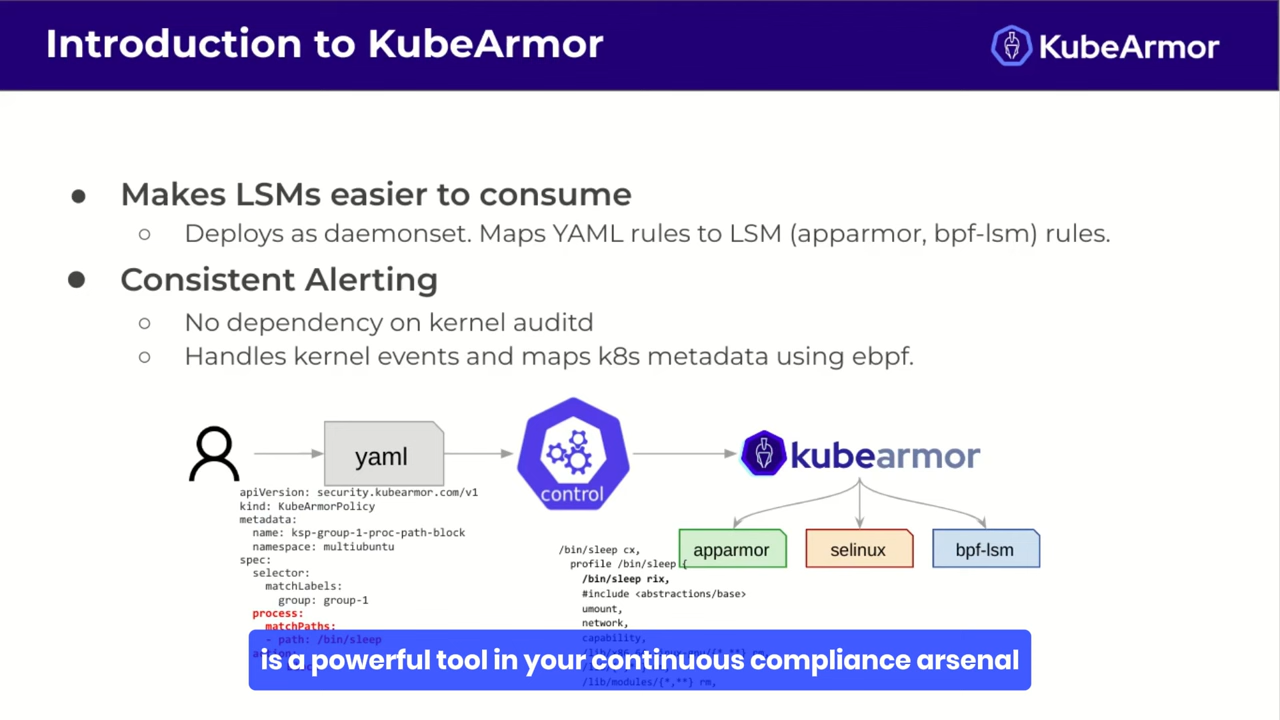 Introduction to KubeArmor
KubeArmor
Makes LSMs easier to consume
Deploys as daemonset. Maps YAML rules to LSM (apparmor, bpf-lsm) rules.
Consistent Alerting
No dependency on kernel auditd
Handles kernel events and maps k8s metadata using ebpf.
yaml
control
kubearmor
apiVersion: security.kubearmor.com/v1
kind: KubeArmorPolicy
metadata:
name: ksp-group-1-proc-path-block
namespace: multiubuntu
spec:
selector:
matchLabels:
group: group-1
process:
matchPaths:
- path: /bin/sleep
apparmor
selinux
bpf-lsm
/bin/sleep cx,
profile /bin/sleep {
/bin/sleep rix,
#include <abstractions/base>
umount,
network,
capability,
/lib/modules/{*,**} rm,
is a powerful tool in your continuous compliance arsenal